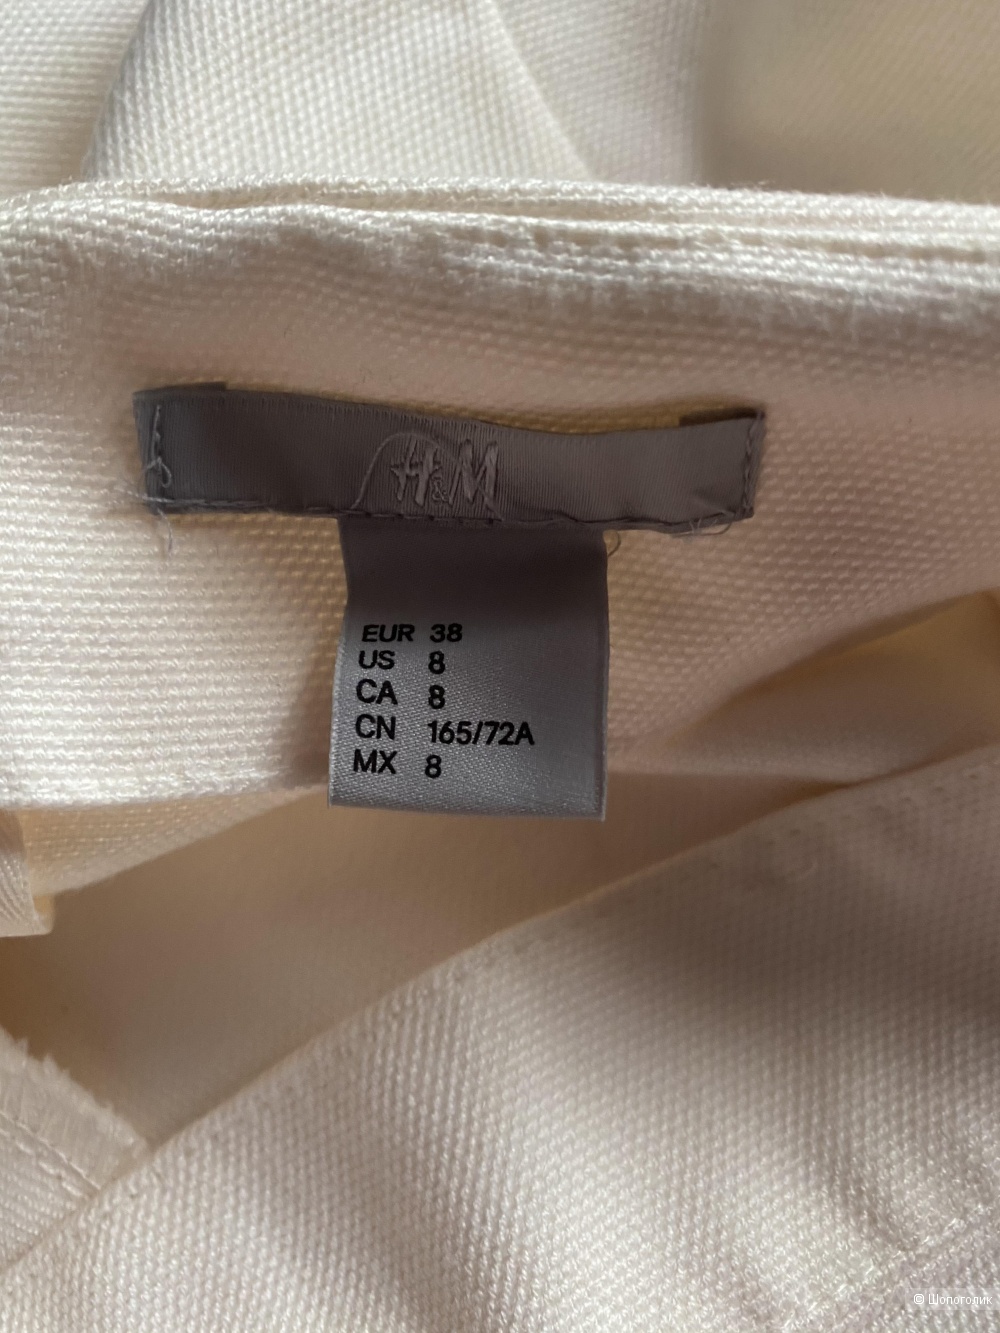 H&M
EUR 38
US 8
CA 8
CN 165/72A
MX 8
© Шопоголик